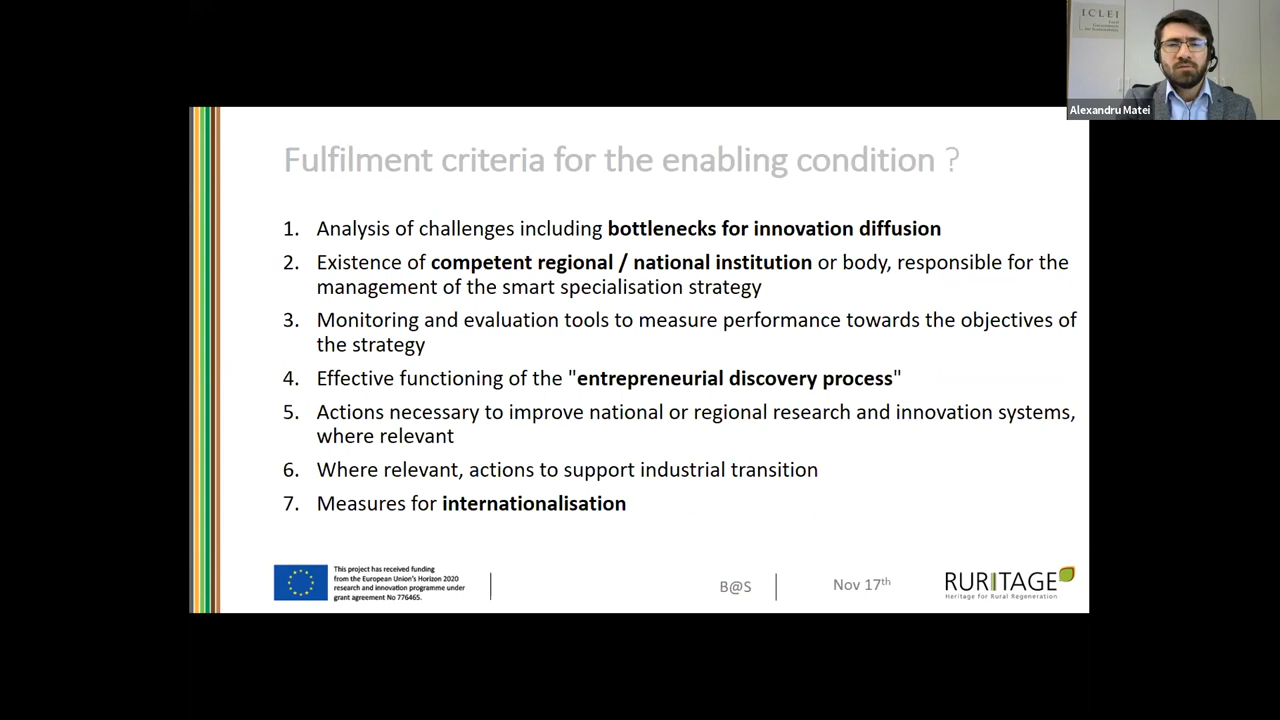 ICLEI
Local
Governments
for Sustainability
Alexandru Matei
Fulfilment criteria for the enabling condition ?
1. Analysis of challenges including bottlenecks for innovation diffusion
2. Existence of competent regional / national institution or body, responsible for the
management of the smart specialisation strategy
3. Monitoring and evaluation tools to measure performance towards the objectives of
the strategy
4. Effective functioning of the "entrepreneurial discovery process"
5. Actions necessary to improve national or regional research and innovation systems,
where relevant
6. Where relevant, actions to support industrial transition
7. Measures for internationalisation
This project has received funding
from the European Union's Horizon 2020
research and innovation programme under
grant agreement No 776465.
B@S
Nov 17th
RURITAGE
Heritage for Rural Regeneration